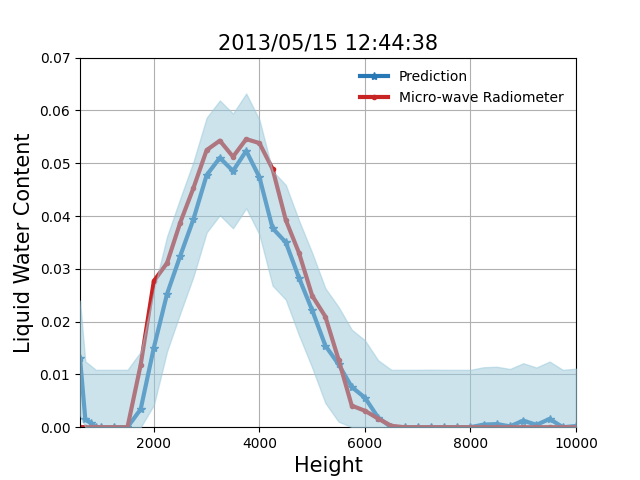 2013/05/15 12:44:38
Prediction
Micro-wave Radiometer
Liquid Water Content
0.07
0.06
0.05
0.04
0.03
0.02
0.01
0.00
2000 4000 6000 8000 10000
Height